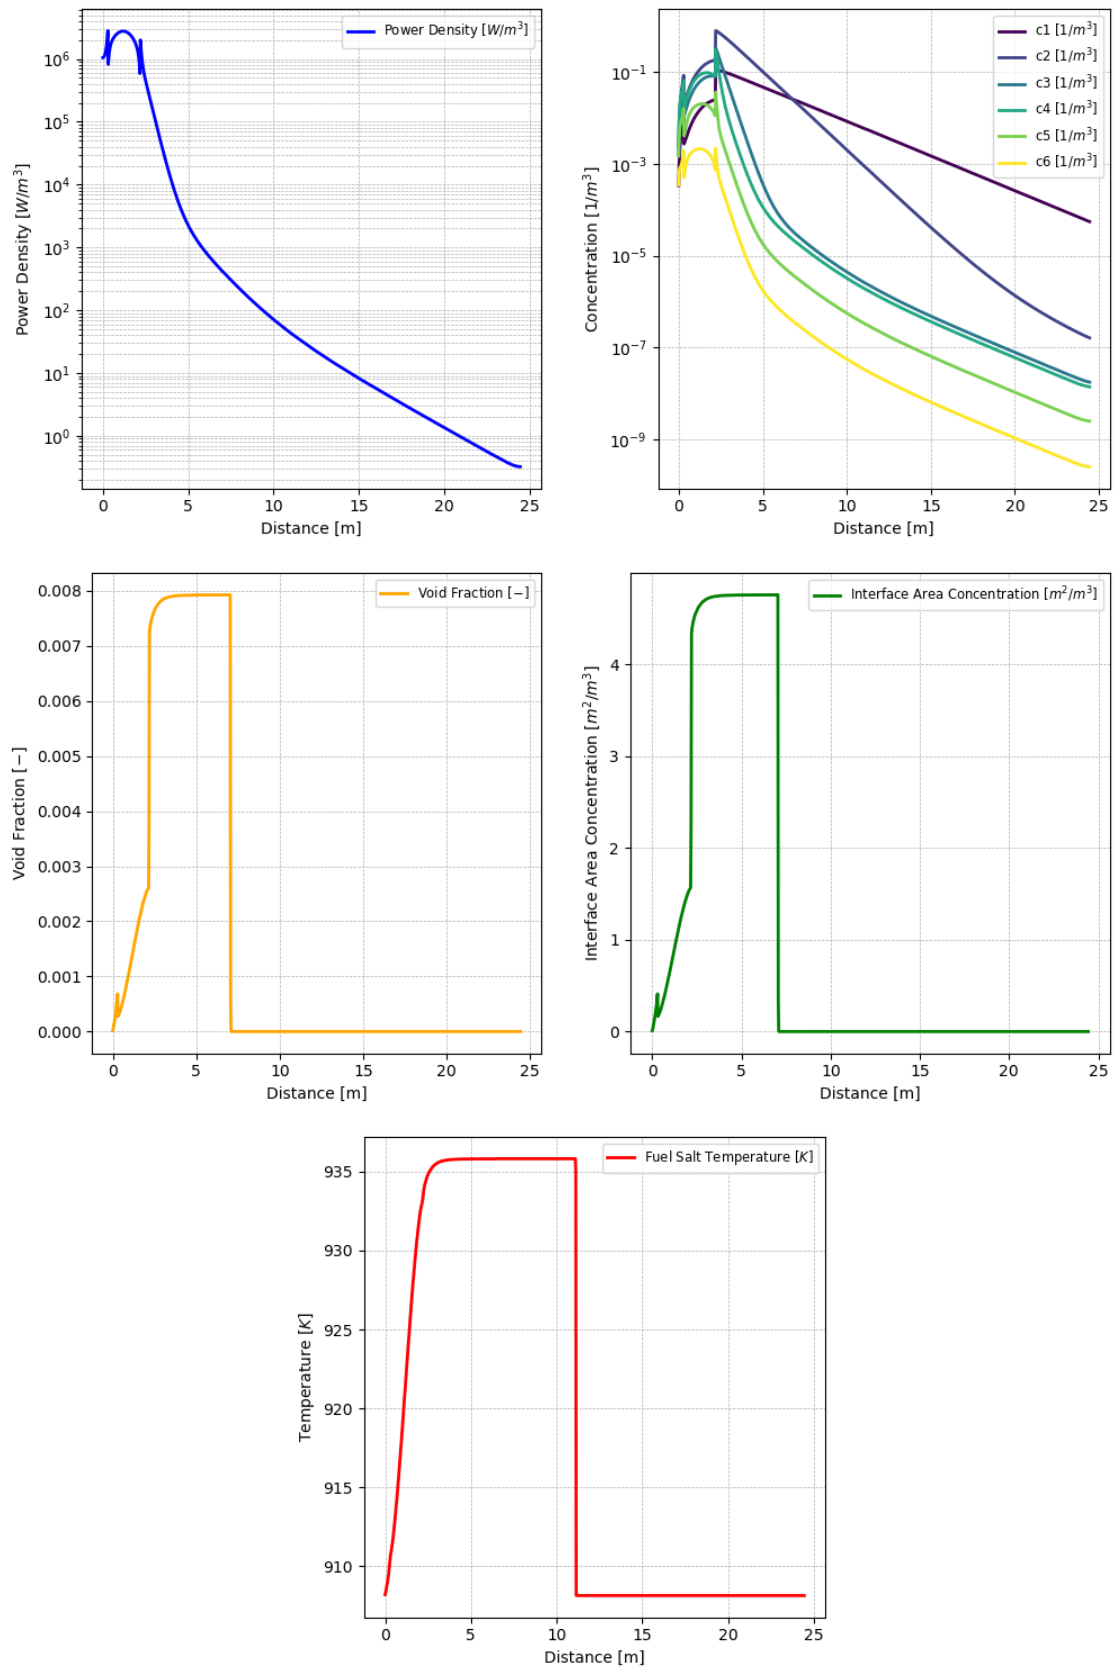 Power Density [W/m³]
10⁶
10⁵
10⁴
10³
10²
10¹
10⁰
Power Density [W/m³]
0 5 10 15 20 25
Distance [m]
c1 [1/m³]
c2 [1/m³]
c3 [1/m³]
c4 [1/m³]
c5 [1/m³]
c6 [1/m³]
10⁻¹
10⁻³
10⁻⁵
10⁻⁷
10⁻⁹
Concentration [1/m³]
0 5 10 15 20 25
Distance [m]
Void Fraction [−]
0.008
0.007
0.006
0.005
0.004
0.003
0.002
0.001
0.000
Void Fraction [−]
0 5 10 15 20 25
Distance [m]
Interface Area Concentration [m²/m³]
4
3
2
1
0
Interface Area Concentration [m²/m³]
0 5 10 15 20 25
Distance [m]
Fuel Salt Temperature [K]
935
930
925
920
915
910
Temperature [K]
0 5 10 15 20 25
Distance [m]